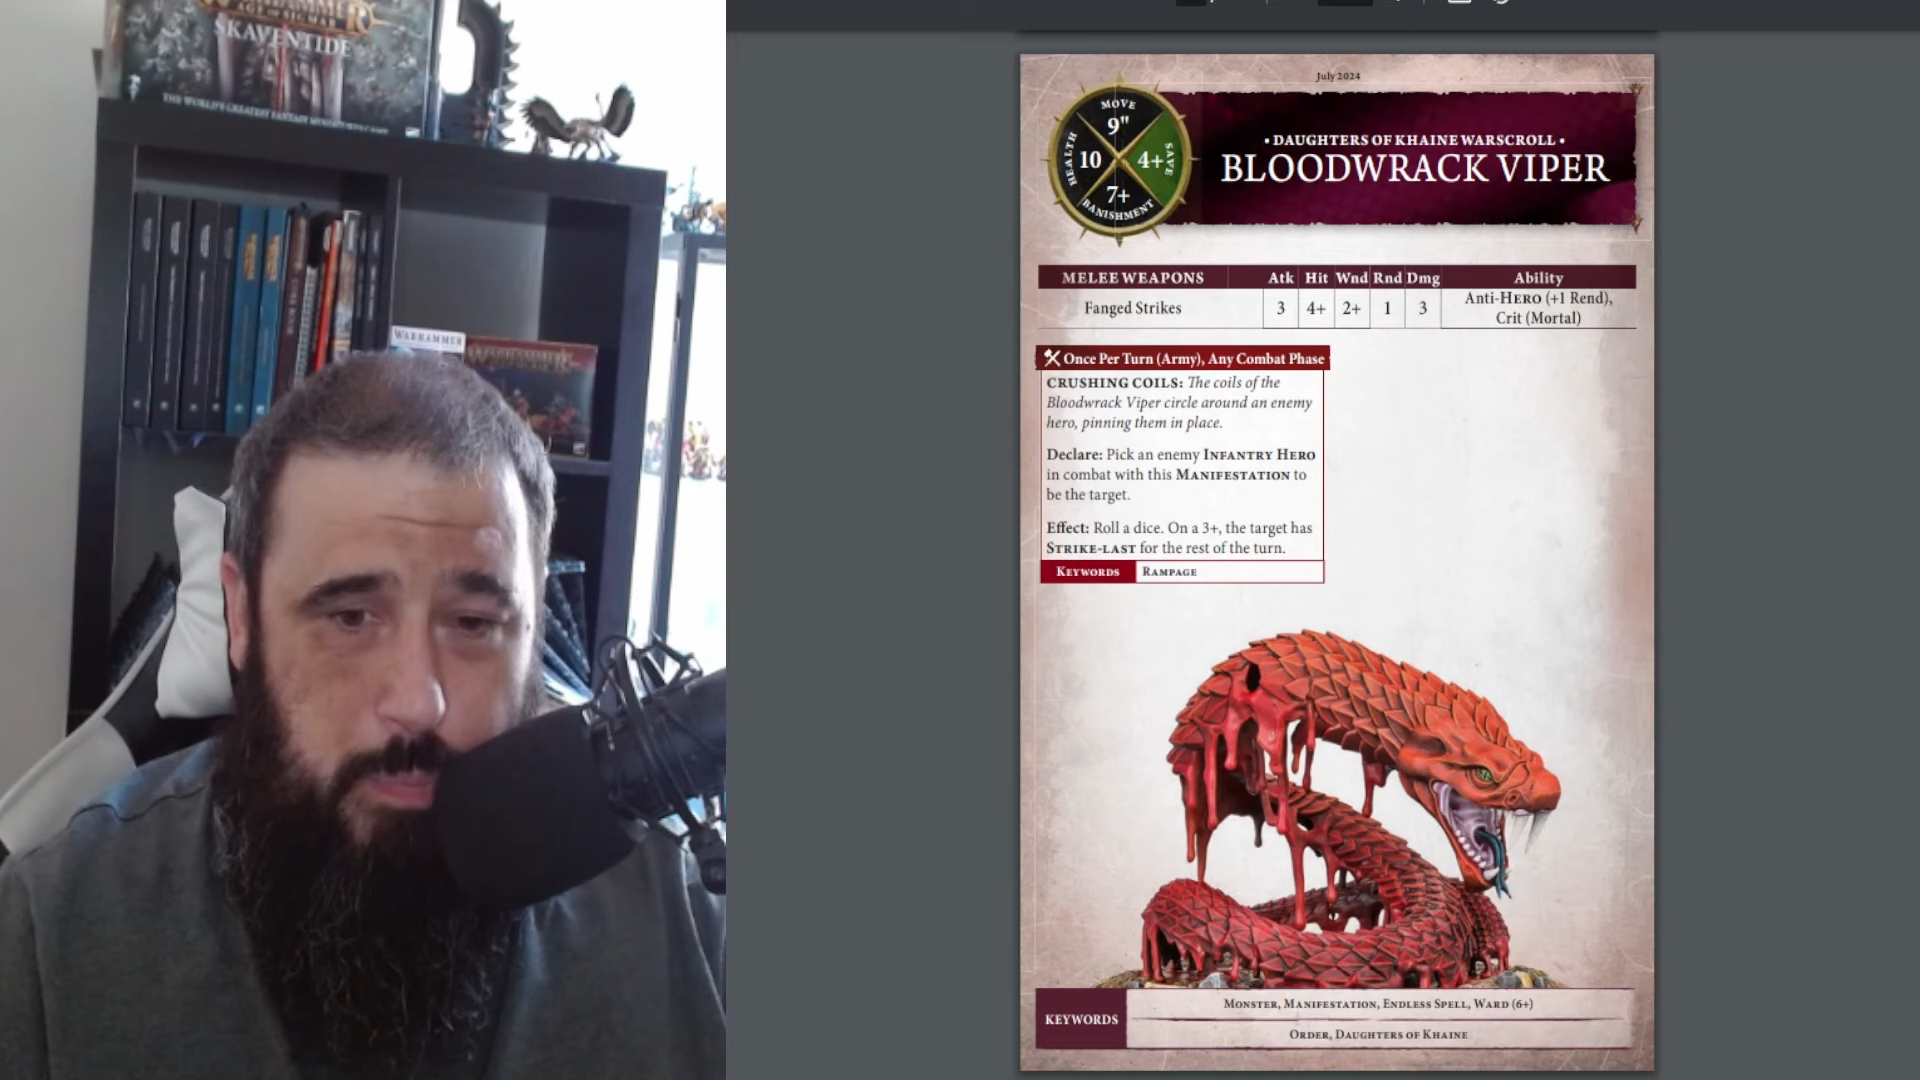 WARHAMMER
AGE OF SIGMAR
SKAVENTIDE
WARHAMMER
July 2024
MOVE
9"
HEALTH
10
4+
SAVE
7+
BANISHMENT
• DAUGHTERS OF KHAINE WARSCROLL •
BLOODWRACK VIPER
MELEE WEAPONS Atk Hit Wnd Rnd Dmg Ability
Fanged Strikes 3 4+ 2+ 1 3 Anti-HERO (+1 Rend),
Crit (Mortal)
Once Per Turn (Army), Any Combat Phase
CRUSHING COILS: The coils of the
Bloodwrack Viper circle around an enemy
hero, pinning them in place.
Declare: Pick an enemy INFANTRY HERO
in combat with this MANIFESTATION to
be the target.
Effect: Roll a dice. On a 3+, the target has
STRIKE-LAST for the rest of the turn.
KEYWORDS RAMPAGE
KEYWORDS
MONSTER, MANIFESTATION, ENDLESS SPELL, WARD (6+)
ORDER, DAUGHTERS OF KHAINE